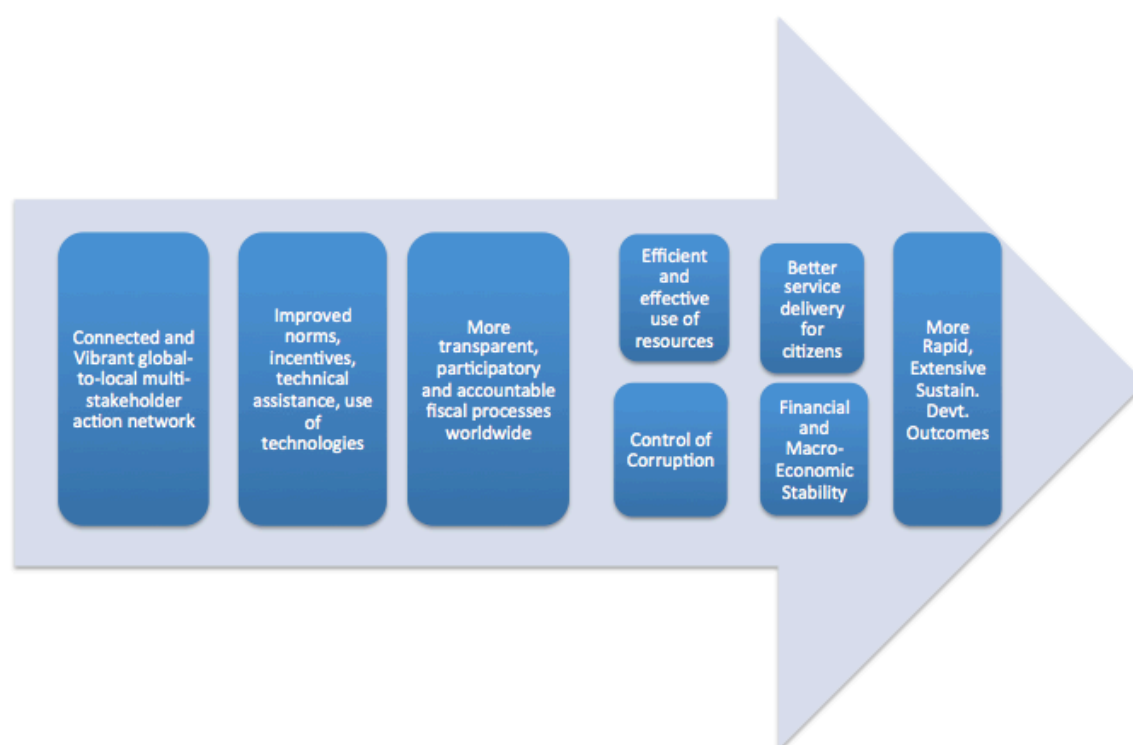 Connected and
Vibrant global-
to-local multi-
stakeholder
action network
Improved
norms,
incentives,
technical
assistance, use
of
technologies
More
transparent,
participatory
and accountable
fiscal processes
worldwide
Efficient
and
effective
use of
resources
Control of
Corruption
Better
service
delivery
for
citizens
Financial
and
Macro-
Economic
Stability
More
Rapid,
Extensive
Sustain.
Devt.
Outcomes